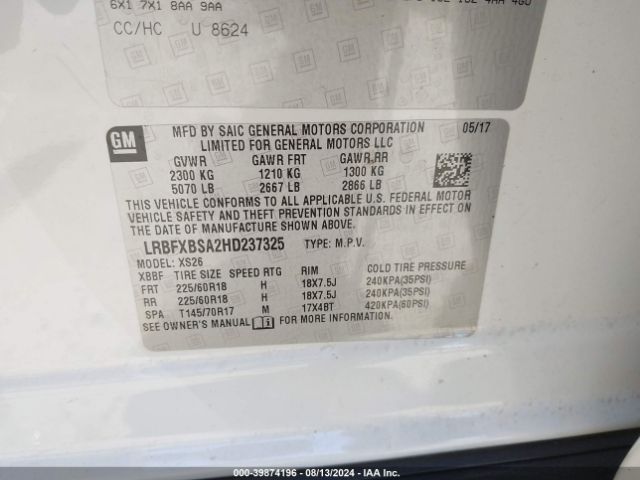 6X1 7X1 8AA 9AA
4AA 4GU
CC/HC U 8624
GM
MFD BY SAIC GENERAL MOTORS CORPORATION 05/17
LIMITED FOR GENERAL MOTORS LLC
GVWR GAWR FRT GAWR RR
2300 KG 1210 KG 1300 KG
5070 LB 2667 LB 2866 LB
THIS VEHICLE CONFORMS TO ALL APPLICABLE U.S. FEDERAL MOTOR
VEHICLE SAFETY AND THEFT PREVENTION STANDARDS IN EFFECT
ON THE DATE OF MANUFACTURE SHOWN ABOVE.
LRBFXBSA2HD237325 TYPE: M.P.V.
MODEL: XS26
XBBF TIRE SIZE SPEED RTG RIM COLD TIRE PRESSURE
FRT 225/60R18 H 18X7.5J 240KPA(35PSI)
RR 225/60R18 H 18X7.5J 240KPA(35PSI)
SPA T145/70R17 M 17X4BT 420KPA(60PSI)
SEE OWNER'S MANUAL FOR MORE INFORMATION.
000-39874196 - 08/13/2024 - IAA Inc.